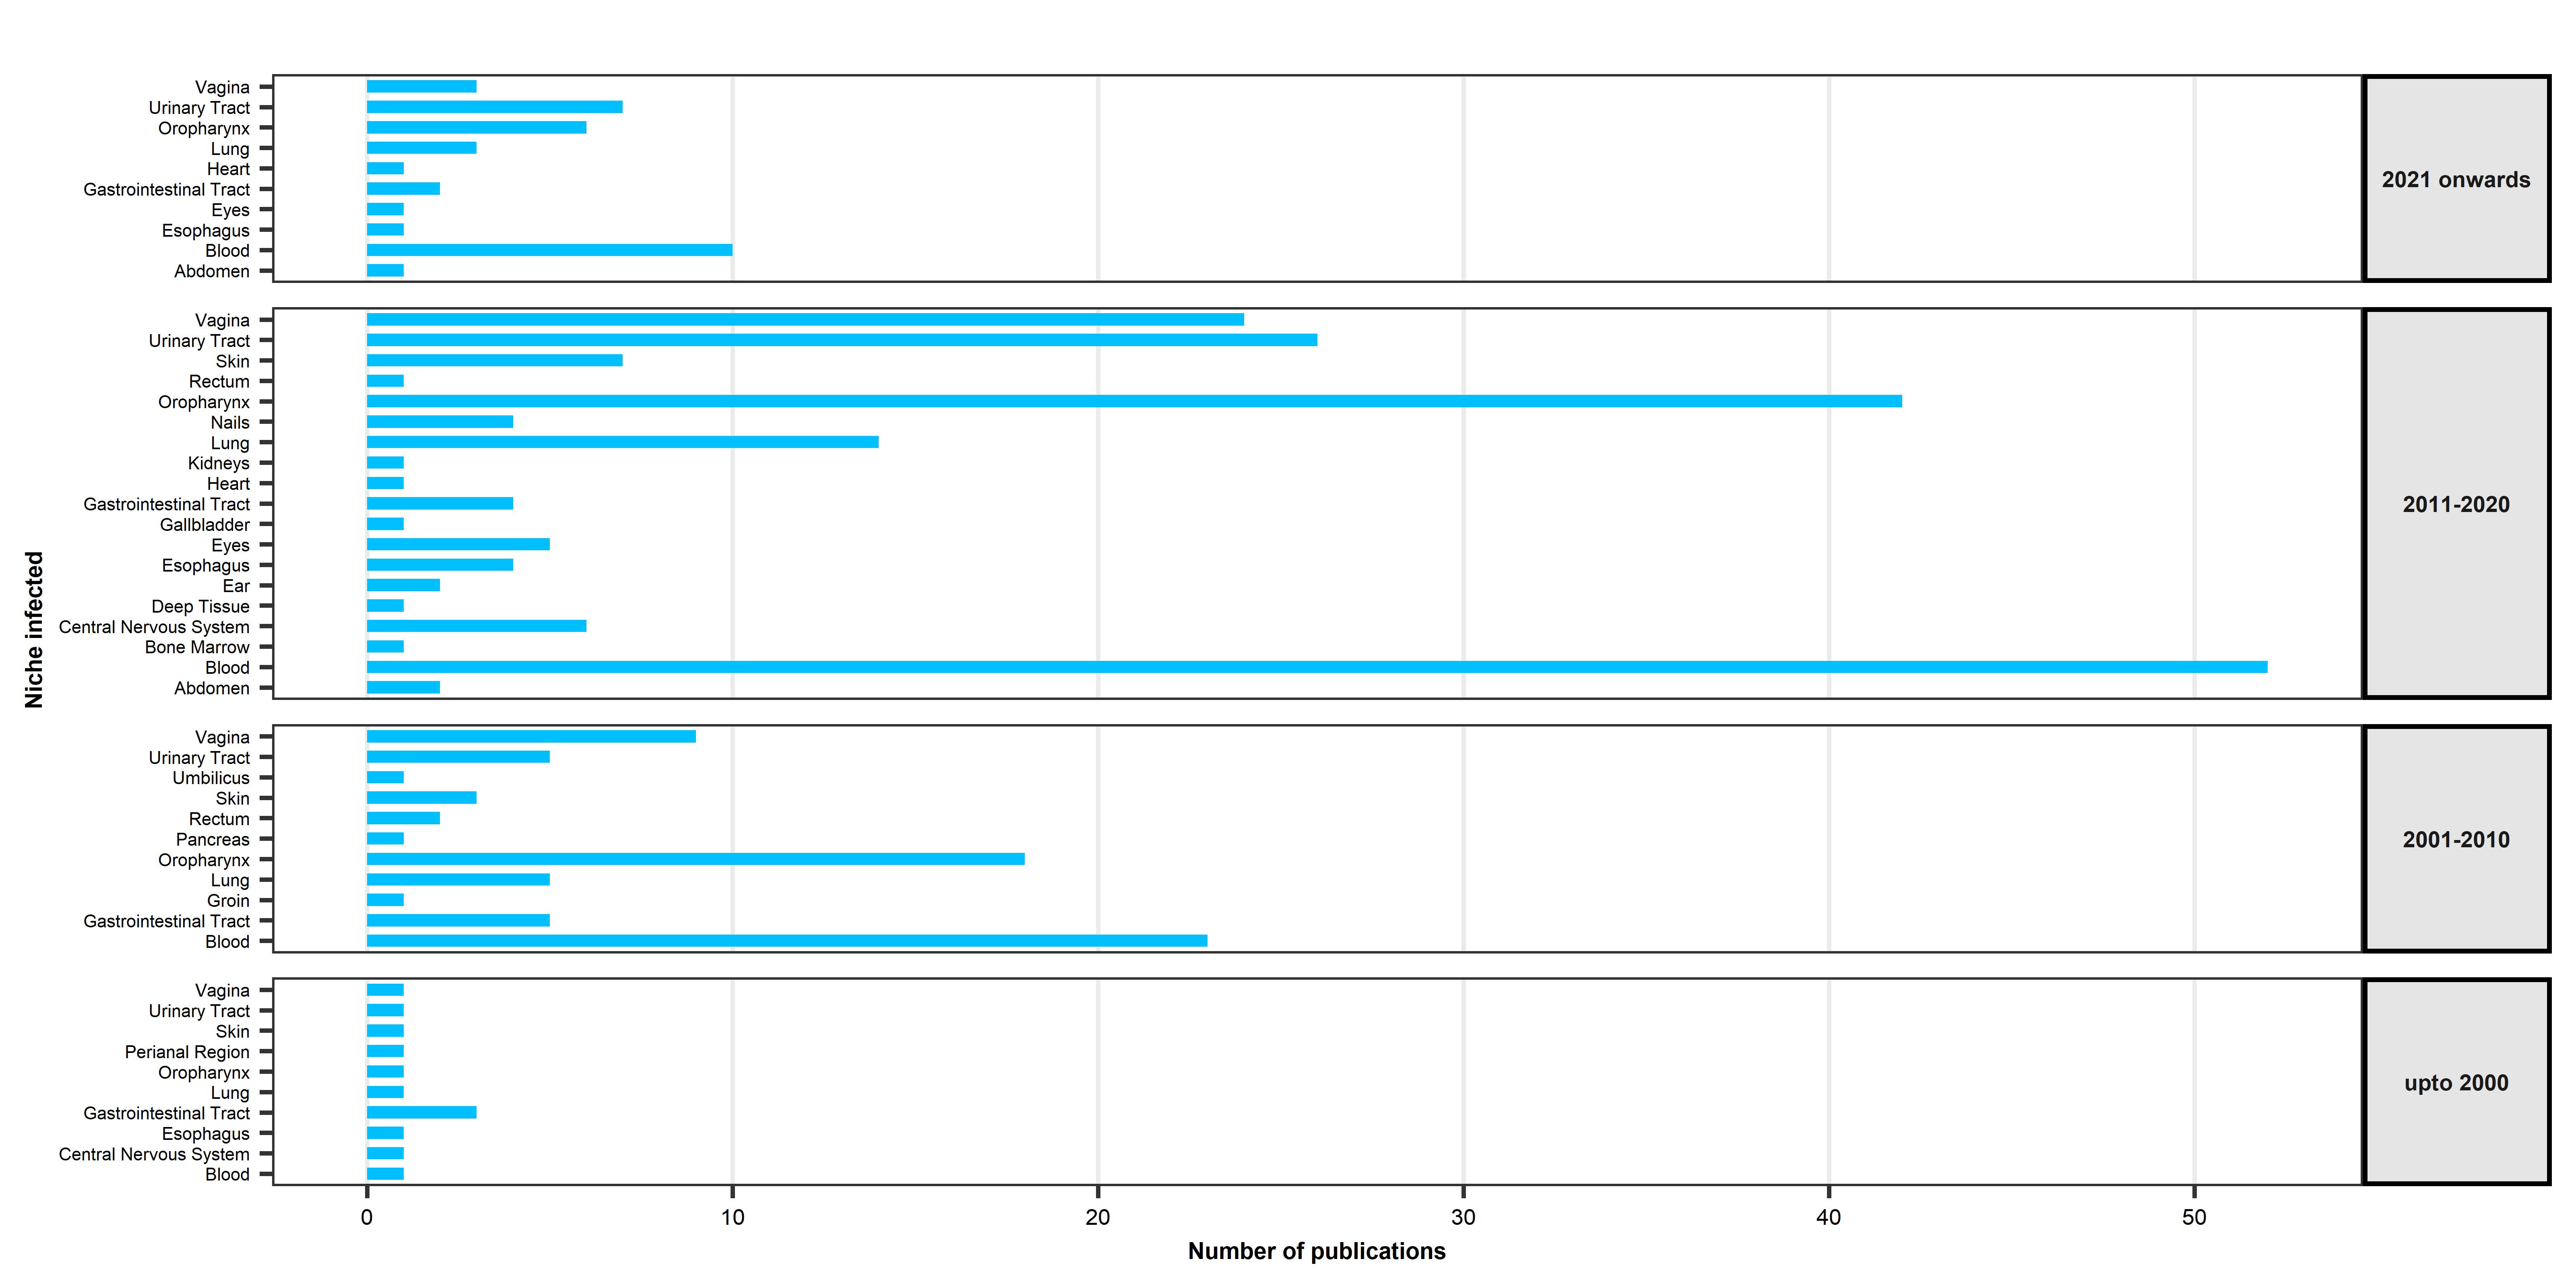 Vagina
Urinary Tract
Oropharynx
Lung
Heart
Gastrointestinal Tract
Eyes
Esophagus
Blood
Abdomen
2021 onwards
Vagina
Urinary Tract
Skin
Rectum
Oropharynx
Nails
Lung
Kidneys
Heart
Gastrointestinal Tract
Gallbladder
Eyes
Esophagus
Ear
Deep Tissue
Central Nervous System
Bone Marrow
Blood
Abdomen
2011-2020
Niche infected
Vagina
Urinary Tract
Umbilicus
Skin
Rectum
Pancreas
Oropharynx
Lung
Groin
Gastrointestinal Tract
Blood
2001-2010
Vagina
Urinary Tract
Skin
Perianal Region
Oropharynx
Lung
Gastrointestinal Tract
Esophagus
Central Nervous System
Blood
upto 2000
0 10 20 30 40 50
Number of publications